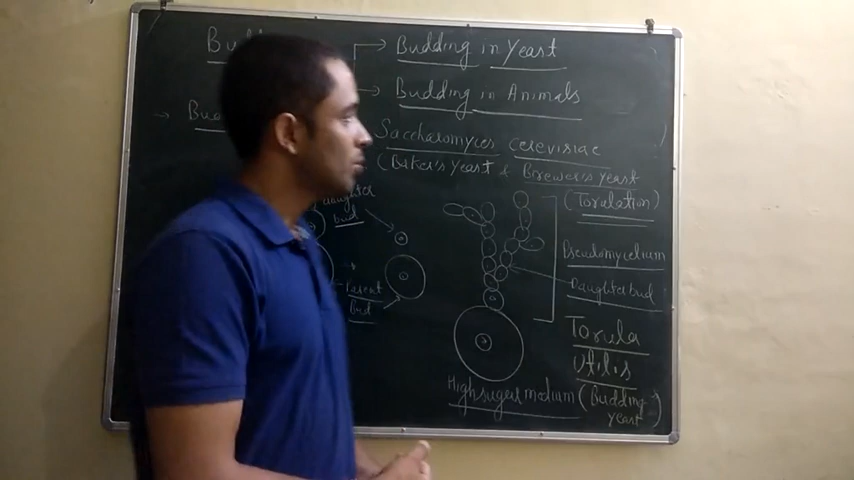 Budding in Yeast
Budding in Animals
Saccharomyces cerevisiae
(Baker's Yeast & Brewer's yeast
daughter
bud
Parent
Bud
(Torulation)
Pseudomycelium
Daughter bud
Torula
Utilis
(Budding
yeast)
High sugar medium